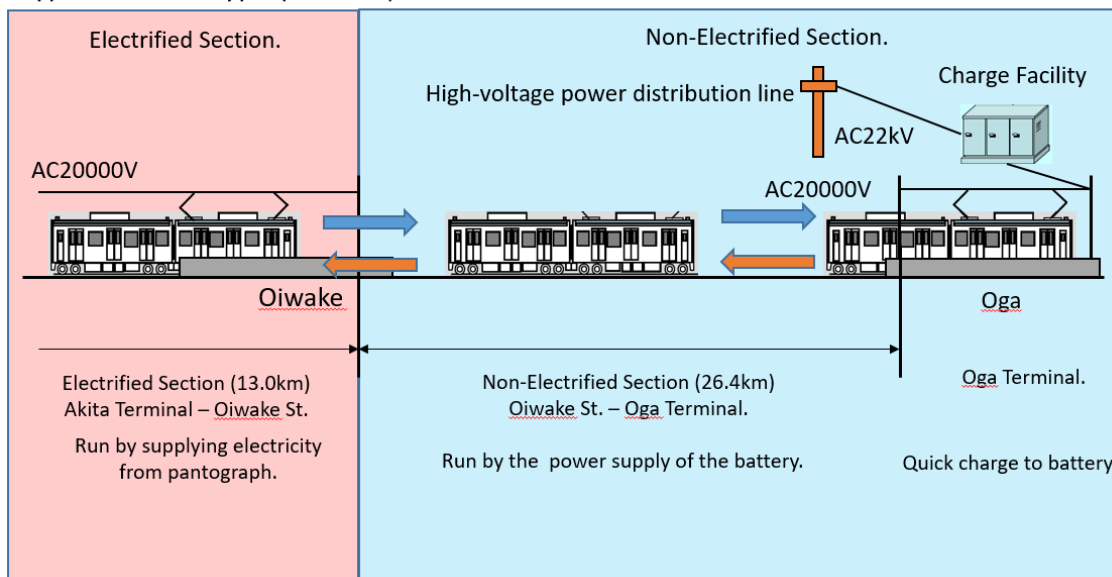 Electrified Section.
Non-Electrified Section.
High-voltage power distribution line
Charge Facility
AC22kV
AC20000V
AC20000V
Oiwake
Oga
Electrified Section (13.0km)
Akita Terminal – Oiwake St.
Run by supplying electricity
from pantograph.
Non-Electrified Section (26.4km)
Oiwake St. – Oga Terminal.
Run by the  power supply of the battery.
Oga Terminal.
Quick charge to battery